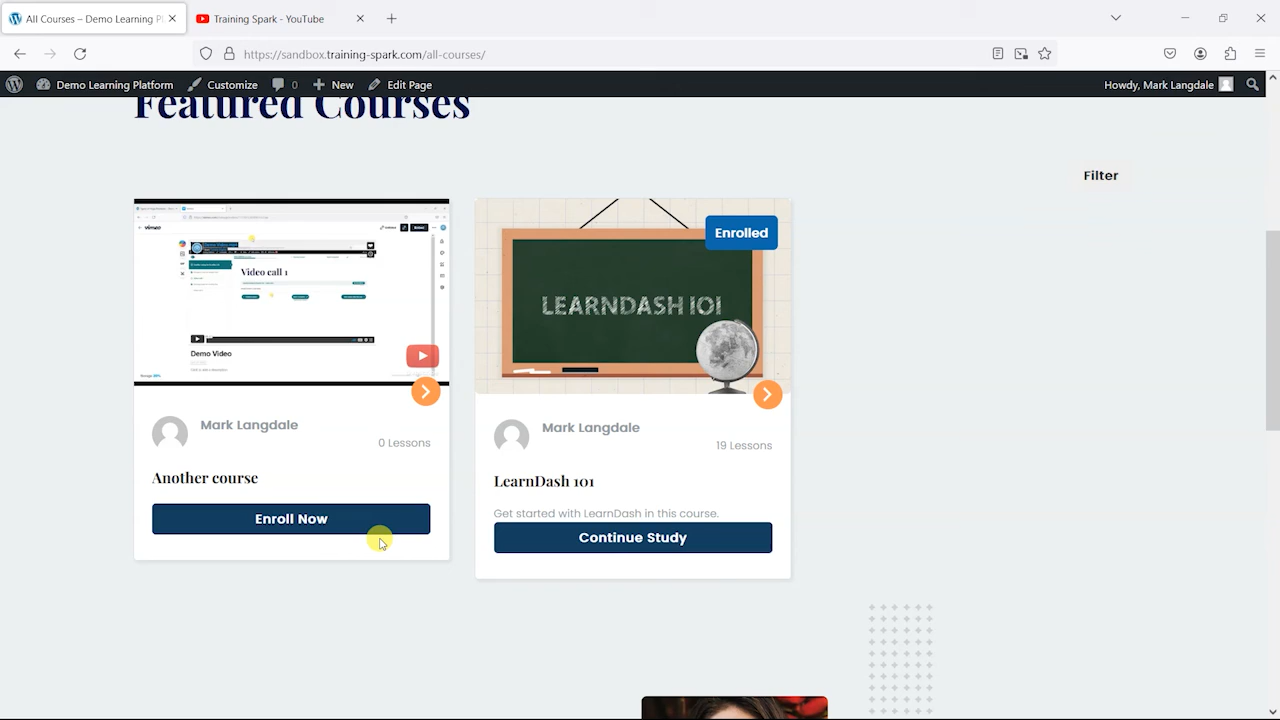 All Courses – Demo Learning Pl
Training Spark - YouTube
https://sandbox.training-spark.com/all-courses/
Demo Learning Platform
Customize
0
New
Edit Page
Howdy, Mark Langdale
Featured Courses
Filter
vimeo
Video call 1
Demo Video
Enrolled
LEARNDASH 101
Mark Langdale
0 Lessons
Another course
Enroll Now
Mark Langdale
19 Lessons
LearnDash 101
Get started with LearnDash in this course.
Continue Study